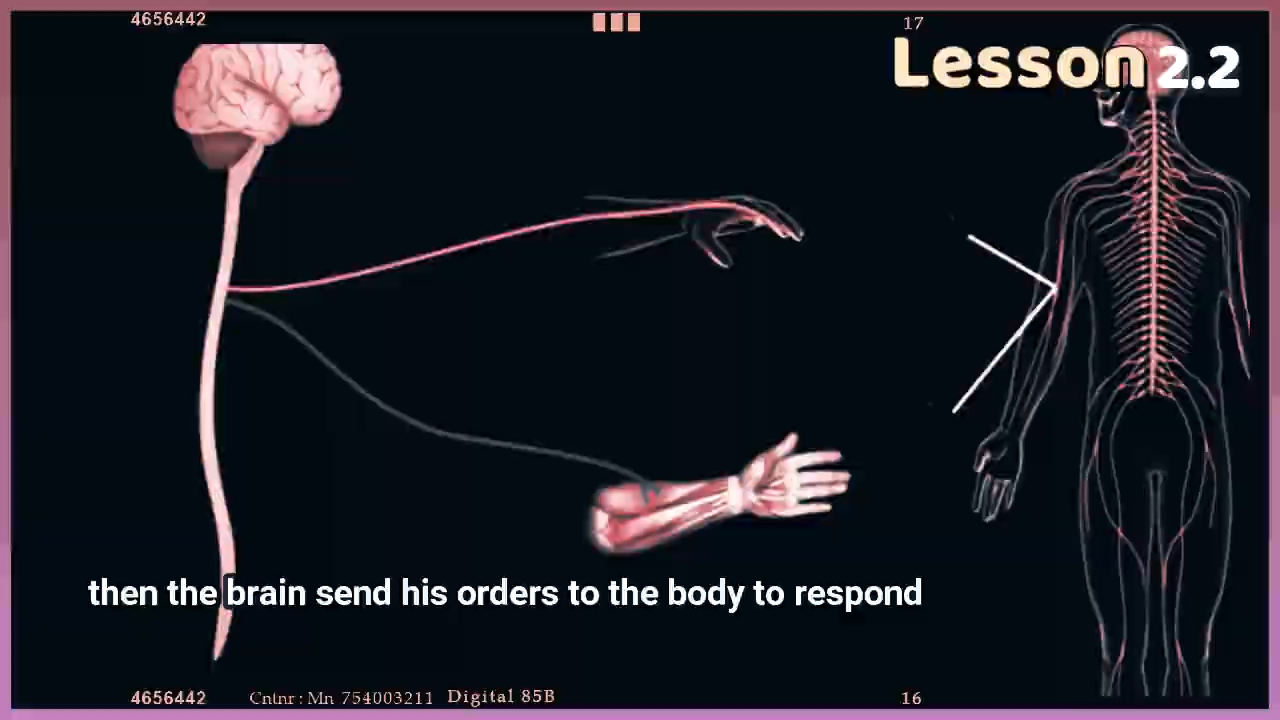 4656442
17
Lesson 2.2
then the brain send his orders to the body to respond
4656442 Cntnr : Mn 754003211 Digital 85B 16